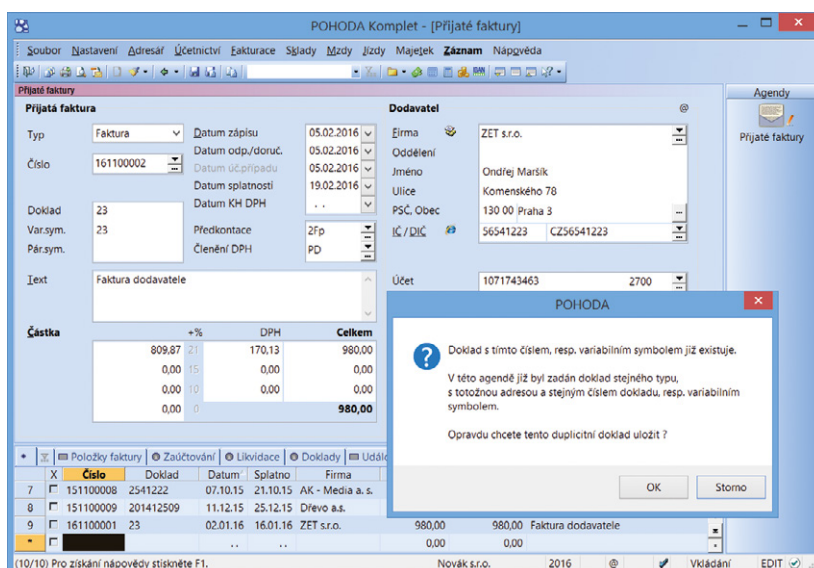 POHODA Komplet - [Přijaté faktury]
Soubor Nastavení Adresář Účetnictví Fakturace Sklady Mzdy Jízdy Majetek Záznam Nápověda
Přijaté faktury
Agendy
Přijaté faktury
Přijatá faktura
Typ Faktura
Číslo 161100002
Doklad 23
Var.sym. 23
Pár.sym.
Datum zápisu 05.02.2016
Datum odp./doruč. 05.02.2016
Datum úč.případu 05.02.2016
Datum splatnosti 19.02.2016
Datum KH DPH . .
Předkontace 2Fp
Členění DPH PD
Dodavatel @
Firma ZET s.r.o.
Oddělení
Jméno Ondřej Maršík
Ulice Komenského 78
PSČ, Obec 130 00 Praha 3
IČ / DIČ 56541223 CZ56541223
Text Faktura dodavatele
Účet 1071743463 2700
Částka +% DPH Celkem
809,87 21 170,13 980,00
0,00 15 0,00 0,00
0,00 10 0,00 0,00
0,00 0 980,00
POHODA
Doklad s tímto číslem, resp. variabilním symbolem již existuje.
V této agendě již byl zadán doklad stejného typu,
s totožnou adresou a stejným číslem dokladu, resp. variabilním
symbolem.
Opravdu chcete tento duplicitní doklad uložit ?
OK Storno
* Položky faktury Zaúčtování Likvidace Doklady Udál
X Číslo Doklad Datum Splatno Firma
7 151100008 2541222 07.10.15 21.10.15 AK - Media a. s.
8 151100009 201412509 11.12.15 25.12.15 Dřevo a.s.
9 161100001 23 02.01.16 16.01.16 ZET s.r.o. 980,00 980,00 Faktura dodavatele
* . . . . 0,00 0,00
(10/10) Pro získání nápovědy stiskněte F1. Novák s.r.o. 2016 @ Vkládání EDIT